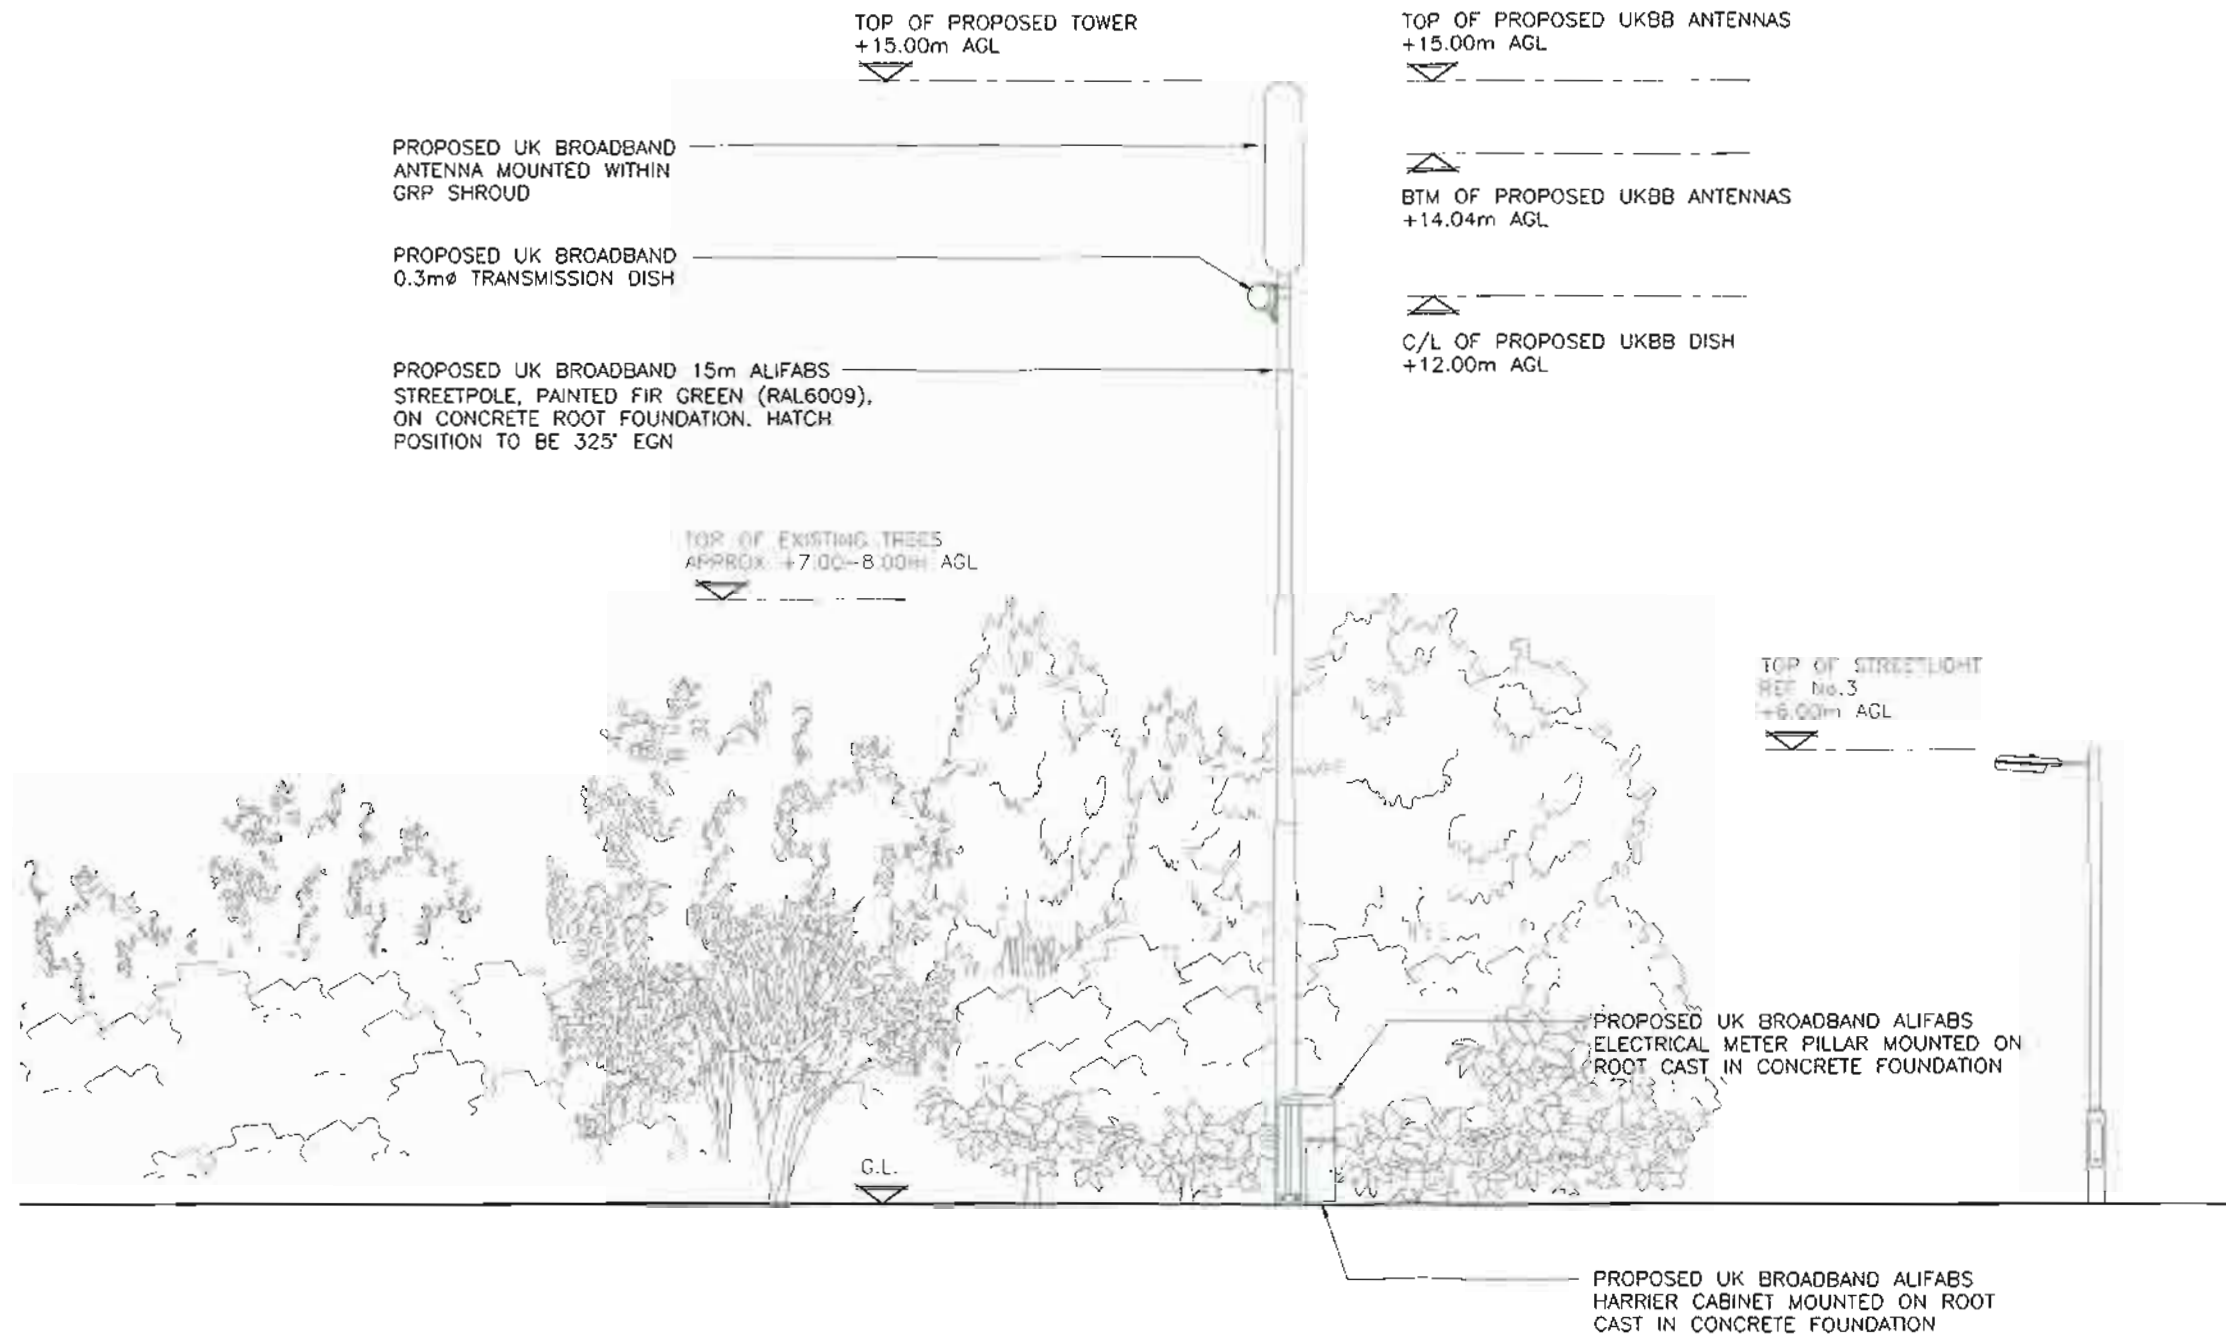 TOP OF PROPOSED TOWER
+15.00m AGL
TOP OF PROPOSED UKBB ANTENNAS
+15.00m AGL
PROPOSED UK BROADBAND
ANTENNA MOUNTED WITHIN
GRP SHROUD
BTM OF PROPOSED UKBB ANTENNAS
+14.04m AGL
PROPOSED UK BROADBAND
0.3mø TRANSMISSION DISH
C/L OF PROPOSED UKBB DISH
+12.00m AGL
PROPOSED UK BROADBAND 15m ALIFABS
STREETPOLE, PAINTED FIR GREEN (RAL6009),
ON CONCRETE ROOT FOUNDATION. HATCH
POSITION TO BE 325° EGN
TOP OF EXISTING TREES
APPROX +7.00-8.00m AGL
TOP OF STREETLIGHT
REF No.3
+6.00m AGL
PROPOSED UK BROADBAND ALIFABS
ELECTRICAL METER PILLAR MOUNTED ON
ROOT CAST IN CONCRETE FOUNDATION
G.L.
PROPOSED UK BROADBAND ALIFABS
HARRIER CABINET MOUNTED ON ROOT
CAST IN CONCRETE FOUNDATION